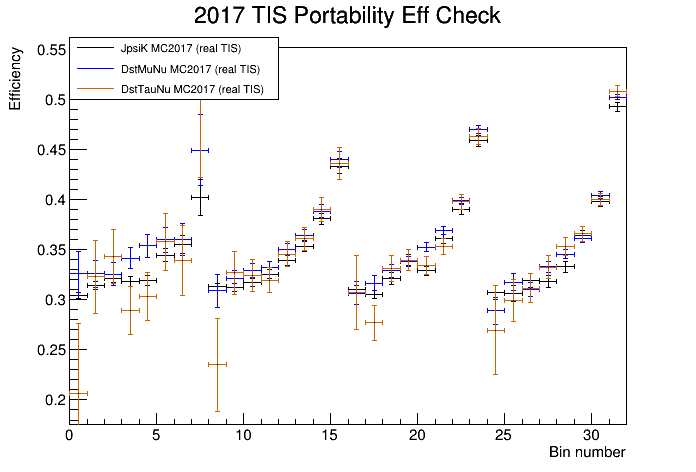 2017 TIS Portability Eff Check
Efficiency
JpsiK MC2017 (real TIS)
DstMuNu MC2017 (real TIS)
DstTauNu MC2017 (real TIS)
0.55
0.5
0.45
0.4
0.35
0.3
0.25
0.2
0 5 10 15 20 25 30
Bin number